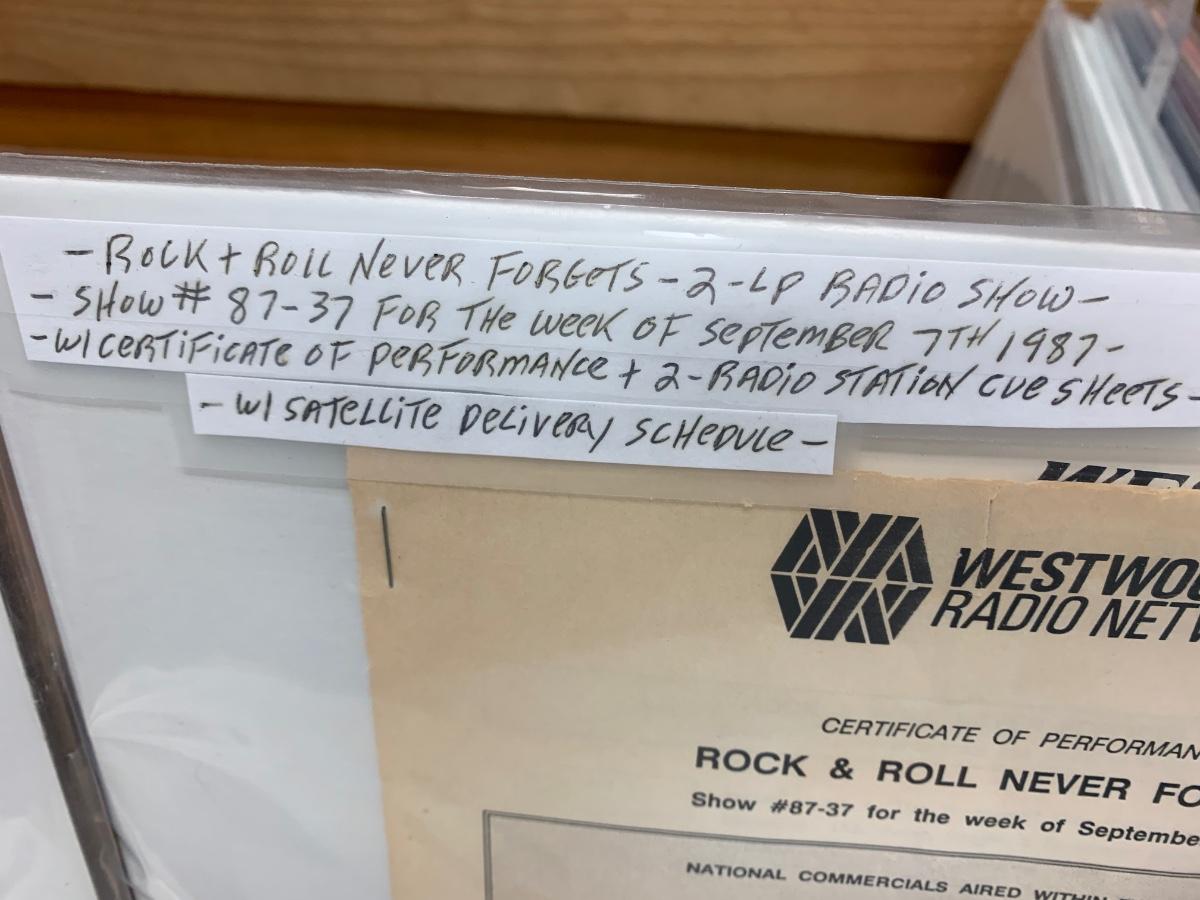 - ROCK + ROLL NEVER FORGETS - 2-LP RADIO SHOW -
- SHOW # 87-37 FOR THE WEEK OF SEPTEMBER 7TH 1987 -
- W/ CERTIFICATE OF PERFORMANCE + 2-RADIO STATION CUE SHEETS -
- W/ SATELLITE DELIVERY SCHEDULE -
WESTWO
RADIO NET
CERTIFICATE OF PERFORMAN
ROCK & ROLL NEVER FO
Show #87-37 for the week of Septembe
NATIONAL COMMERCIALS AIRED WITHIN